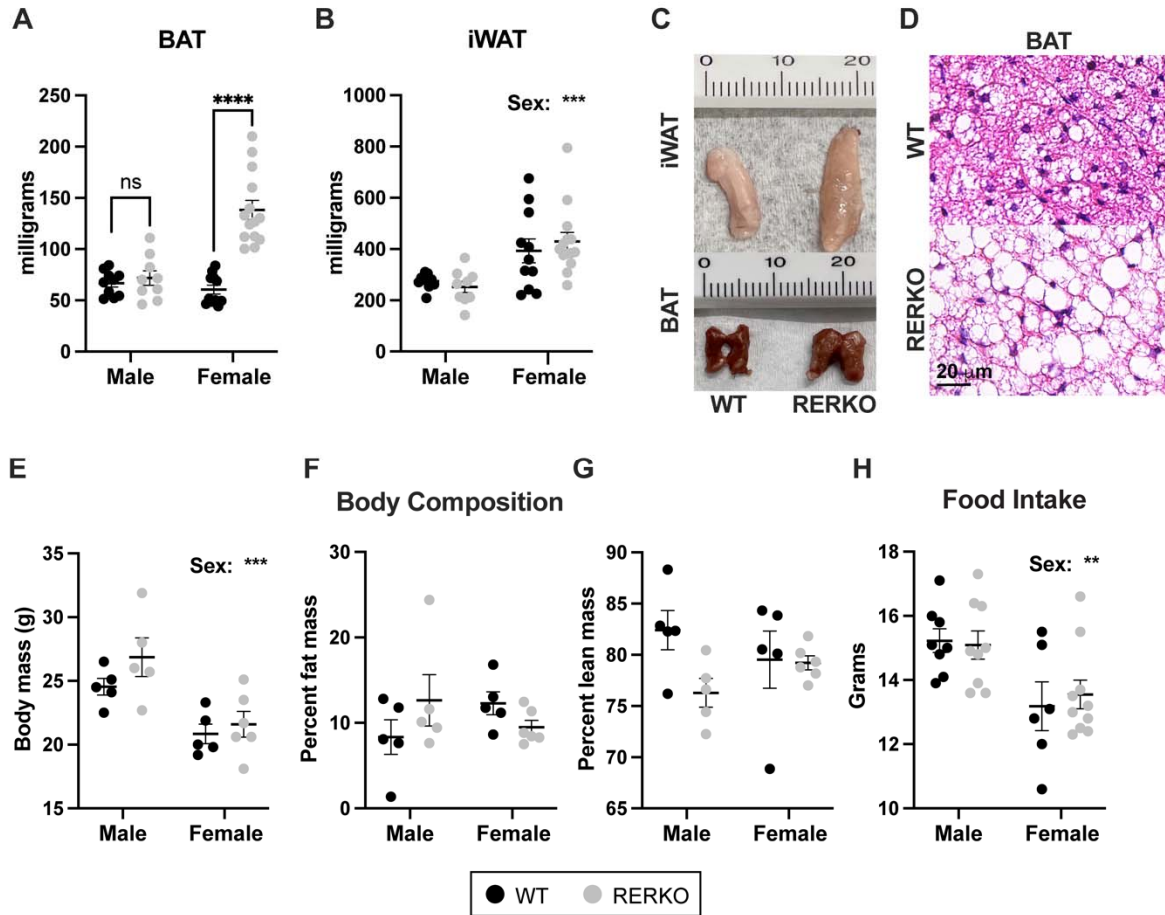 A
BAT
milligrams
250
200
150
100
50
0
ns
****
Male
Female
B
iWAT
milligrams
1000
800
600
400
200
0
Sex: ***
Male
Female
C
iWAT
BAT
0 10 20
0 10 20
WT RERKO
D
BAT
WT
RERKO
20 μm
E
Body mass (g)
35
30
25
20
15
Sex: ***
Male
Female
Body Composition
F
Percent fat mass
30
20
10
0
Male
Female
G
Percent lean mass
90
85
80
75
70
65
Male
Female
H
Food Intake
Grams
18
16
14
12
10
Sex: **
Male
Female
WT RERKO